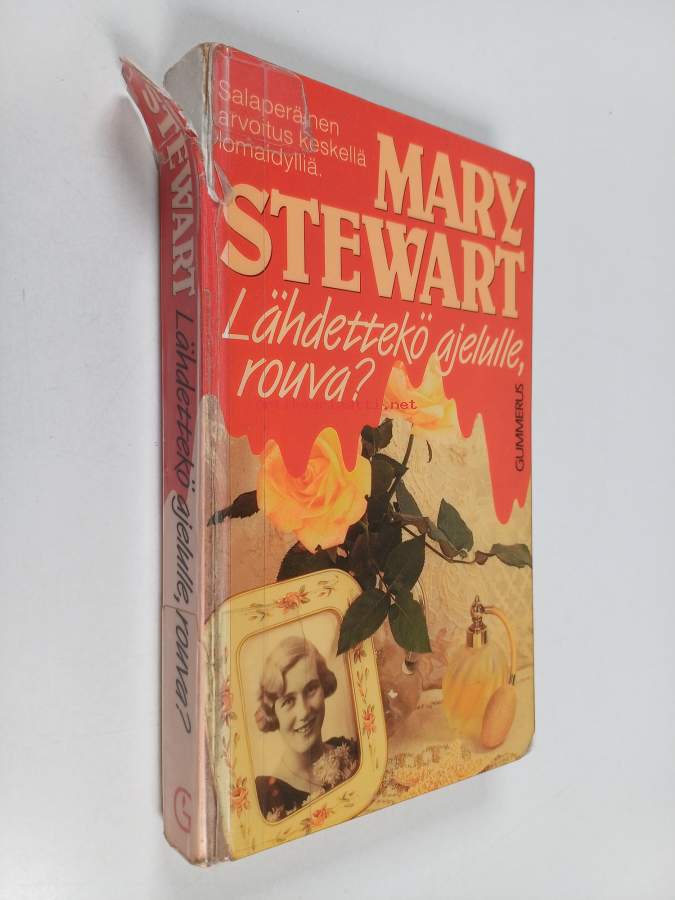 Salaperäinen
arvoitus keskellä
lomaidylliä.
MARY
STEWART
Lähdettekö ajelulle,
rouva?
GUMMERUS
STEWART Lähdettekö ajelulle, rouva?
G